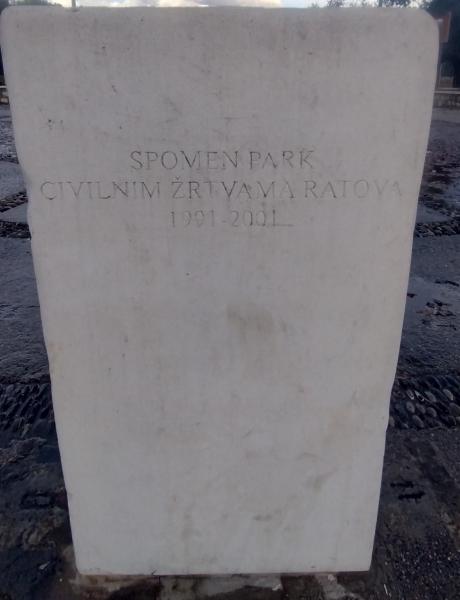 SPOMEN PARK
CIVILNIM ŽRTVAMA RATOVA
1991-2001